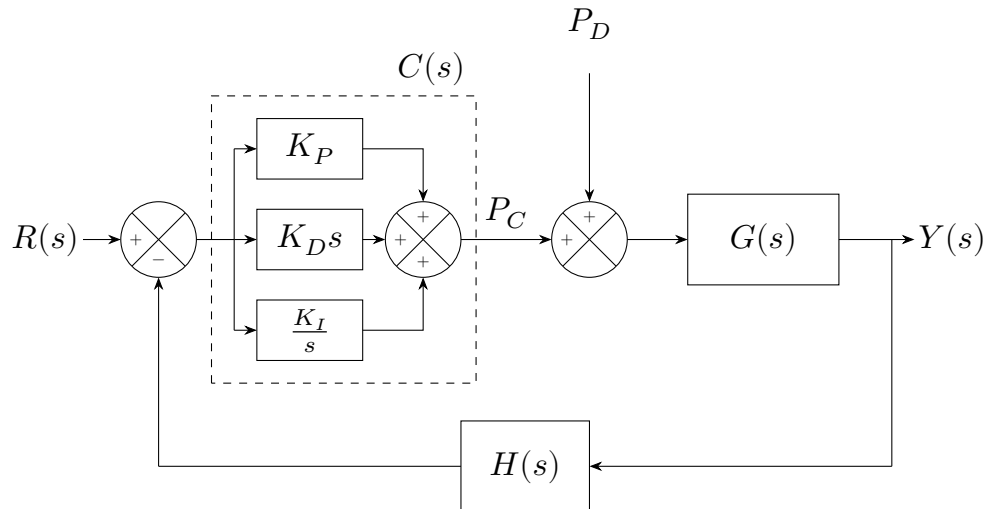 P_D
C(s)
K_P
+
+
R(s) + − K_D s + + P_C + G(s) Y(s)
+
K_I
s
H(s)